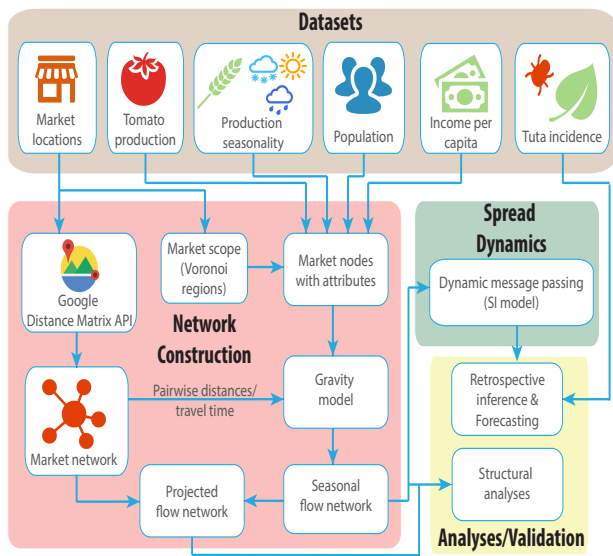 Datasets
Market
locations
Tomato
production
Production
seasonality
Population
Income per
capita
Tuta incidence
Google
Distance Matrix API
Market scope
(Voronoi
regions)
Market nodes
with attributes
Network
Construction
Spread
Dynamics
Dynamic message passing
(SI model)
Market network
Pairwise distances/
travel time
Gravity
model
Retrospective
inference &
Forecasting
Projected
flow network
Seasonal
flow network
Structural
analyses
Analyses/Validation